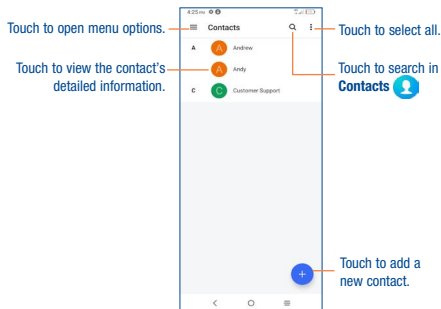 4:25 PM
Touch to open menu options.
Contacts
Touch to select all.
A
A
Andrew
Touch to view the contact's
detailed information.
A
Andy
Touch to search in
Contacts
C
C
Customer Support
Touch to add a
new contact.